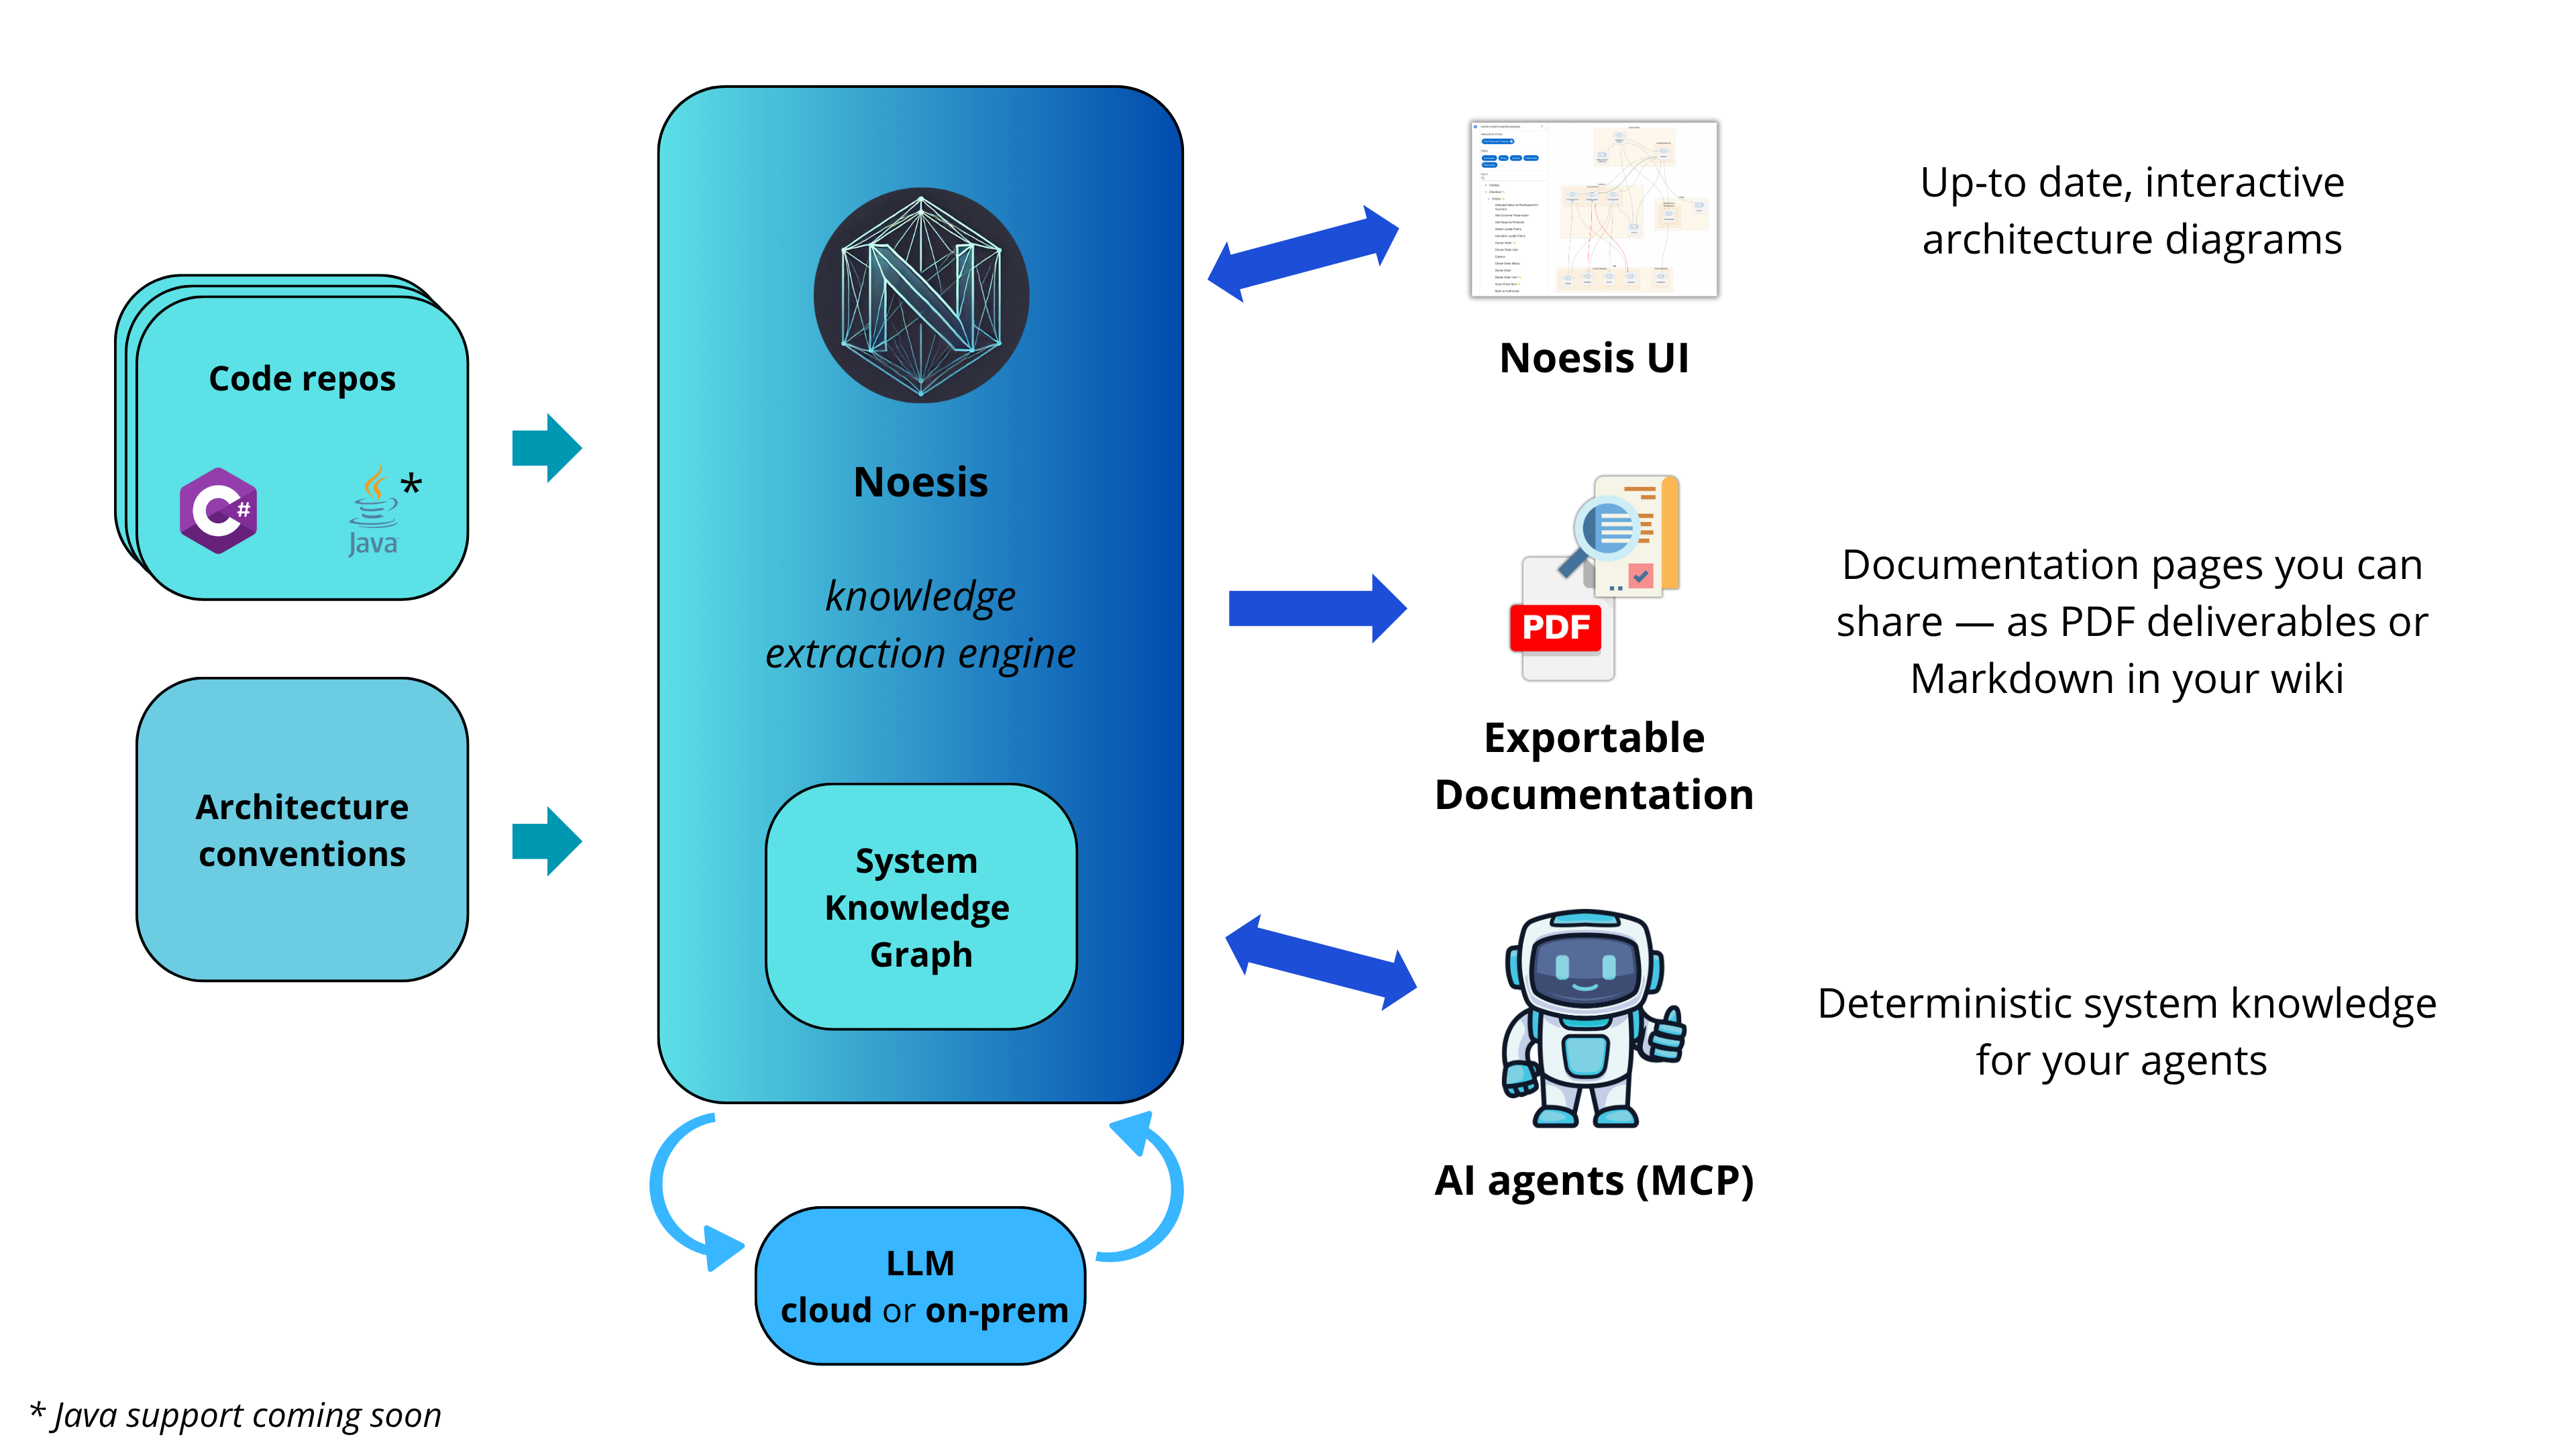 Code repos
C#
Java
*
Architecture
conventions
Noesis
knowledge
extraction engine
System
Knowledge
Graph
LLM
cloud or on-prem
Noesis UI
Up-to date, interactive
architecture diagrams
PDF
Exportable
Documentation
Documentation pages you can
share — as PDF deliverables or
Markdown in your wiki
AI agents (MCP)
Deterministic system knowledge
for your agents
* Java support coming soon